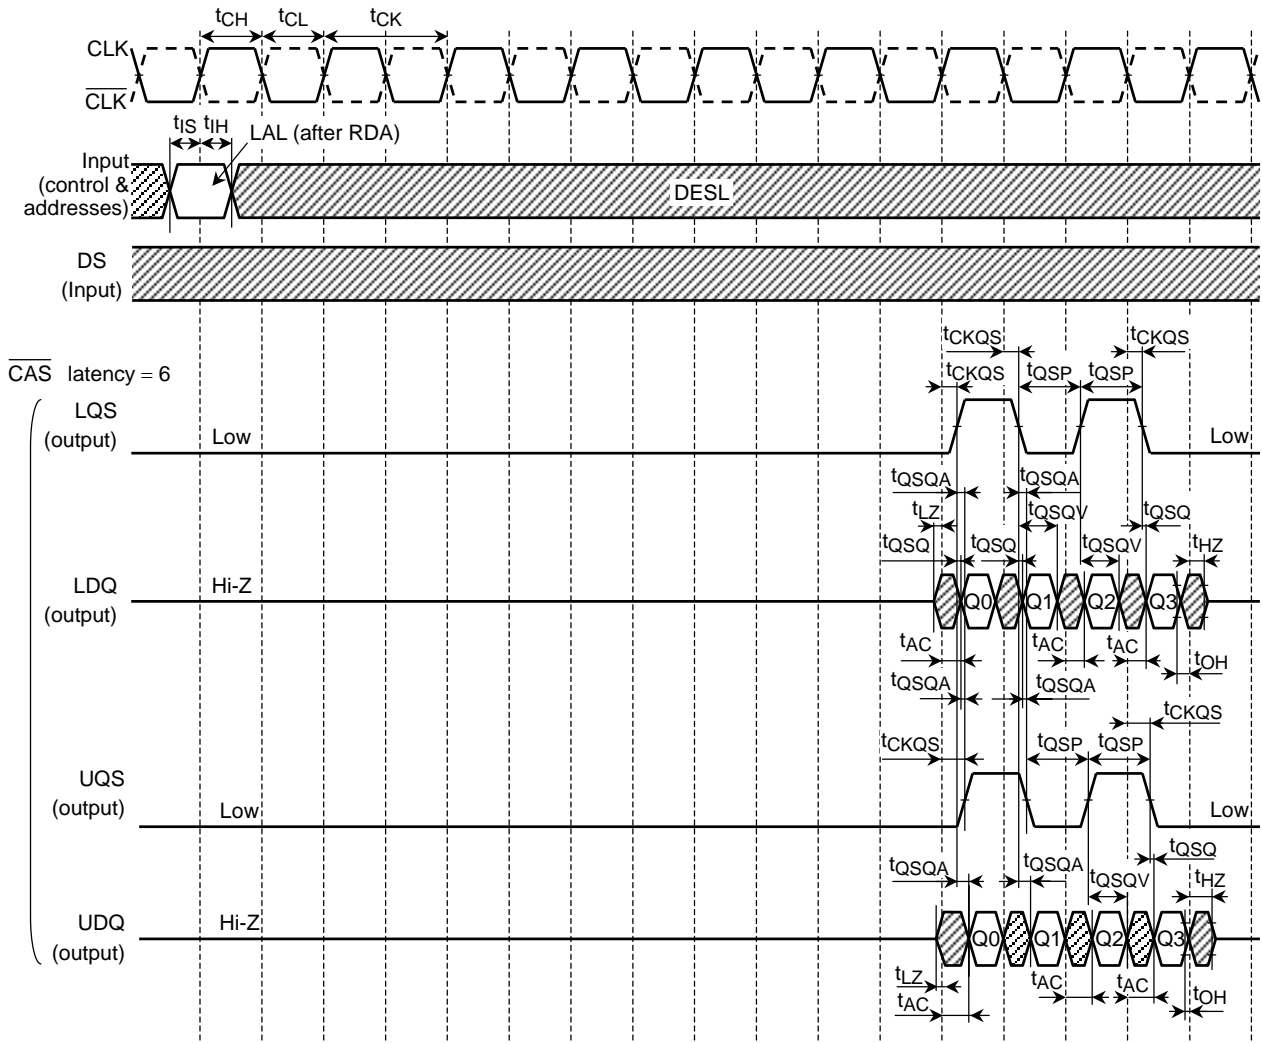 tCH tCL tCK
CLK
CLK
tIS tIH LAL (after RDA)
Input
(control &
addresses)
DESL
DS
(Input)
tCKQS tCKQS
CAS latency = 6
tCKQS tQSP tQSP
LQS
(output)
Low Low
tQSQA tQSQA
tLZ tQSQV tQSQ
tQSQ tQSQ tQSQV tHZ
LDQ
(output)
Hi-Z
Q0 Q1 Q2 Q3
tAC tAC tAC tOH
tQSQA tQSQA
tCKQS
tCKQS tQSP tQSP
UQS
(output)
Low Low
tQSQ
tQSQA tQSQA tQSQV tHZ
UDQ
(output)
Hi-Z
Q0 Q1 Q2 Q3
tLZ tAC tAC tOH
tAC